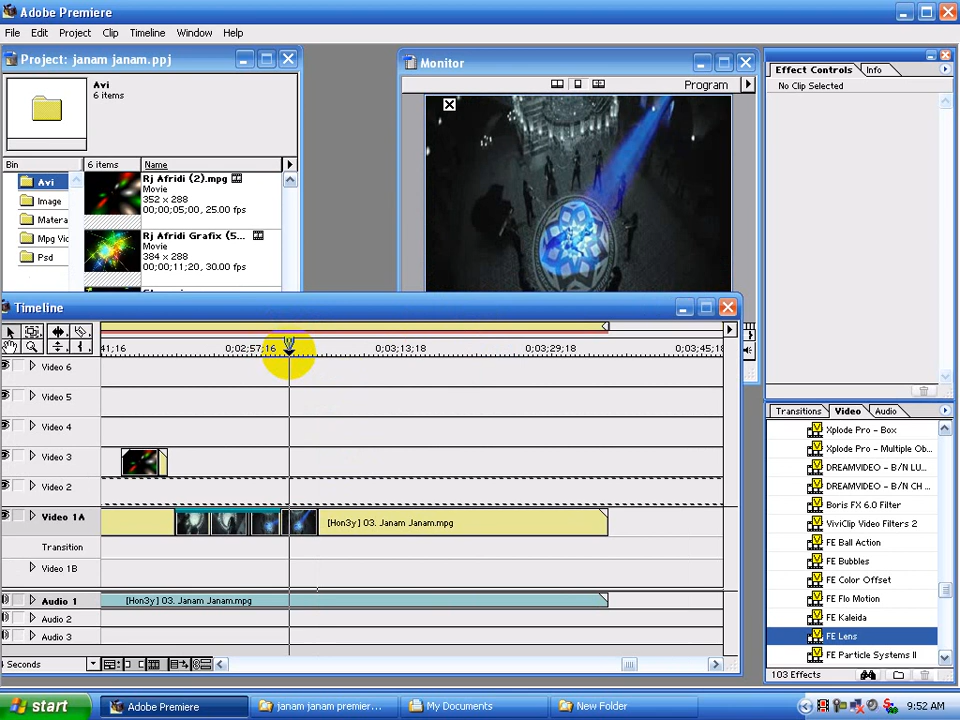 Adobe Premiere
File Edit Project Clip Timeline Window Help
Project: janam janam.ppj
Avi
6 items
Bin 6 items Name
Avi
Image
Matera
Mpg Vic
Psd
Rj Afridi (2).mpg
Movie
352 x 288
00;00;05;00, 25.00 fps
Rj Afridi Grafix (5...
Movie
384 x 288
00;00;11;20, 30.00 fps
Monitor
Program
Effect Controls Info
No Clip Selected
Timeline
41;16 0;02;57;16 0;03;13;18 0;03;29;18 0;03;45;18
Video 6
Video 5
Video 4
Video 3
Video 2
Video 1A [Hon3y] 03. Janam Janam.mpg
Transition
Video 1B
Audio 1 [Hon3y] 03. Janam Janam.mpg
Audio 2
Audio 3
Seconds
Transitions Video Audio
Xplode Pro - Box
Xplode Pro - Multiple Ob...
DREAMVIDEO - B/N LU...
DREAMVIDEO - B/N CH ...
Boris FX 6.0 Filter
ViviClip Video Filters 2
FE Ball Action
FE Bubbles
FE Color Offset
FE Flo Motion
FE Kaleida
FE Lens
FE Particle Systems II
103 Effects
start Adobe Premiere janam janam premier... My Documents New Folder 9:52 AM